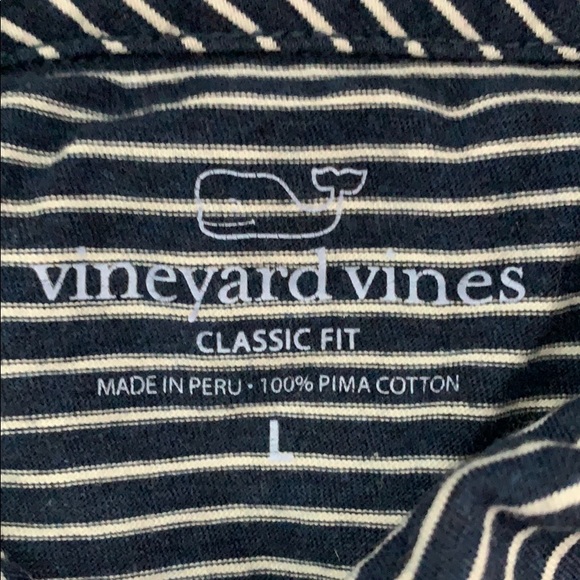 vineyard vines
CLASSIC FIT
MADE IN PERU • 100% PIMA COTTON
L